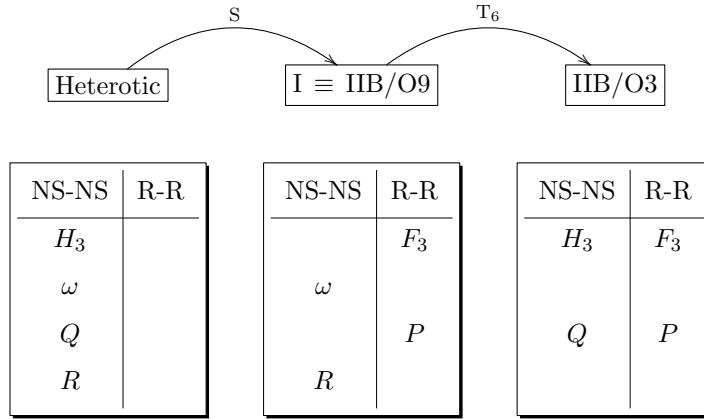 S T₆
Heterotic I ≡ IIB/O9 IIB/O3
NS-NS R-R NS-NS R-R NS-NS R-R
H₃ F₃ H₃ F₃
ω ω
Q P Q P
R R